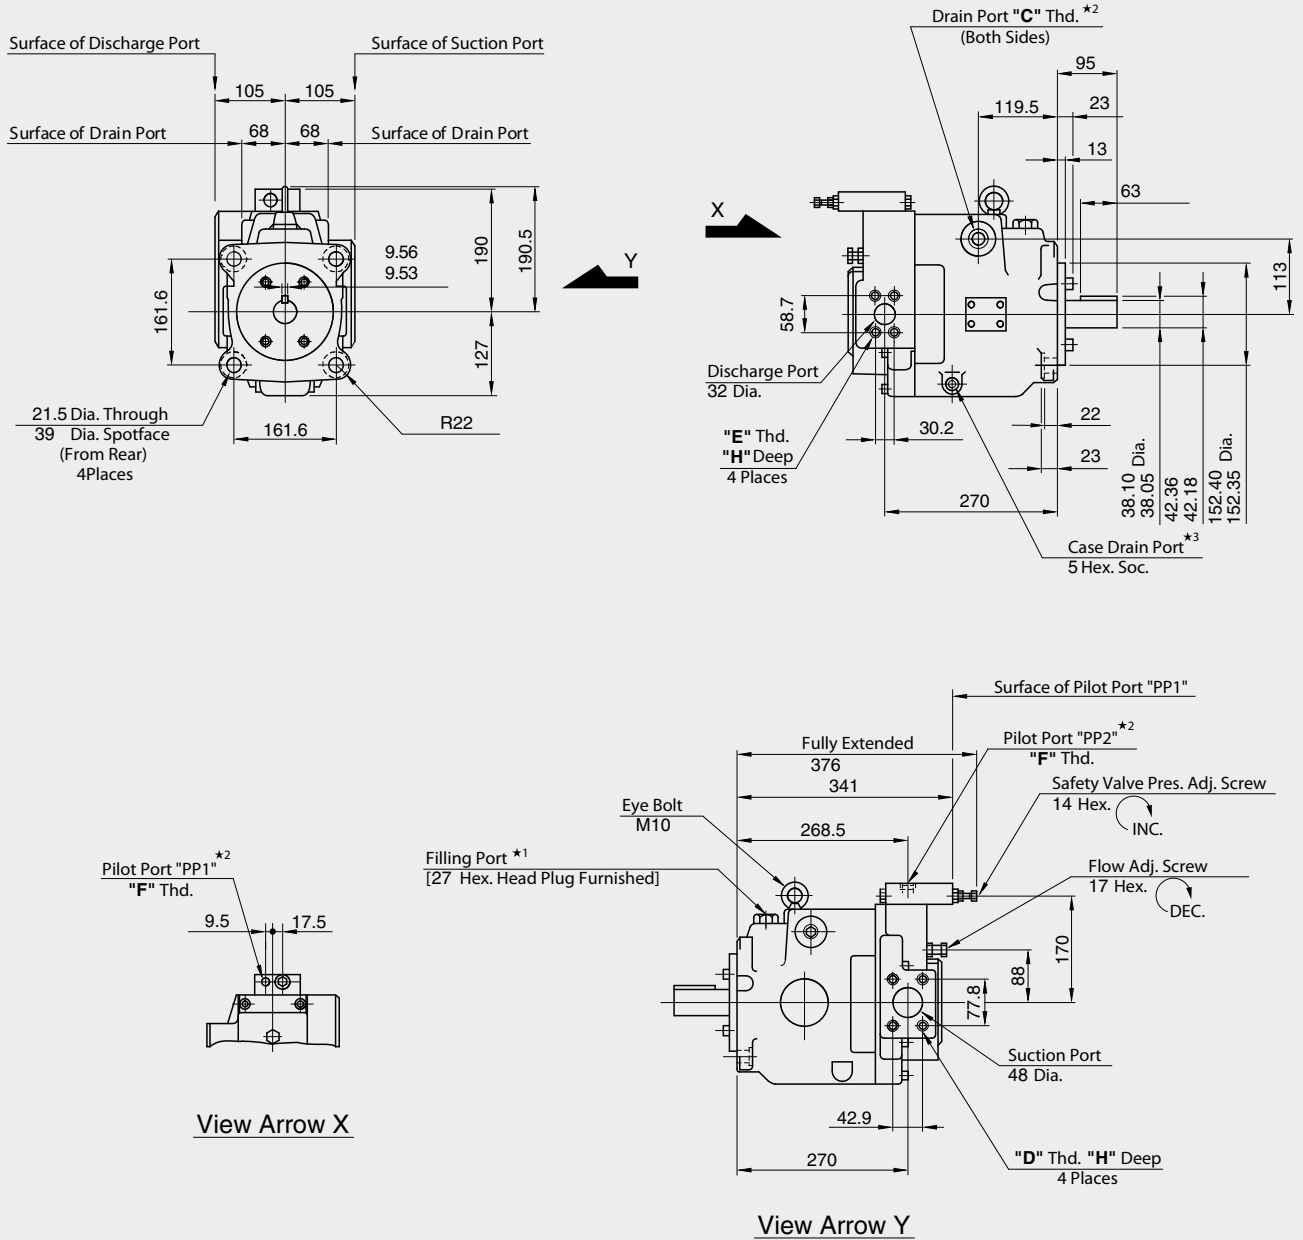 Surface of Discharge Port
Surface of Suction Port
105
105
Surface of Drain Port
68
68
Surface of Drain Port
9.56
9.53
190
190.5
161.6
127
21.5 Dia. Through
39 Dia. Spotface
(From Rear)
4Places
161.6
R22
Y
X
Drain Port "C" Thd. ★2
(Both Sides)
95
119.5
23
13
63
113
58.7
Discharge Port
32 Dia.
"E" Thd.
"H" Deep
4 Places
30.2
22
23
270
38.10 Dia.
38.05
42.36
42.18
152.40 Dia.
152.35
Case Drain Port ★3
5 Hex. Soc.
Surface of Pilot Port "PP1"
Fully Extended
376
341
268.5
Pilot Port "PP2" ★2
"F" Thd.
Safety Valve Pres. Adj. Screw
14 Hex.
INC.
Flow Adj. Screw
17 Hex.
DEC.
Eye Bolt
M10
Filling Port ★1
[27 Hex. Head Plug Furnished]
170
88
77.8
Suction Port
48 Dia.
42.9
270
"D" Thd. "H" Deep
4 Places
View Arrow Y
Pilot Port "PP1" ★2
"F" Thd.
9.5
17.5
View Arrow X